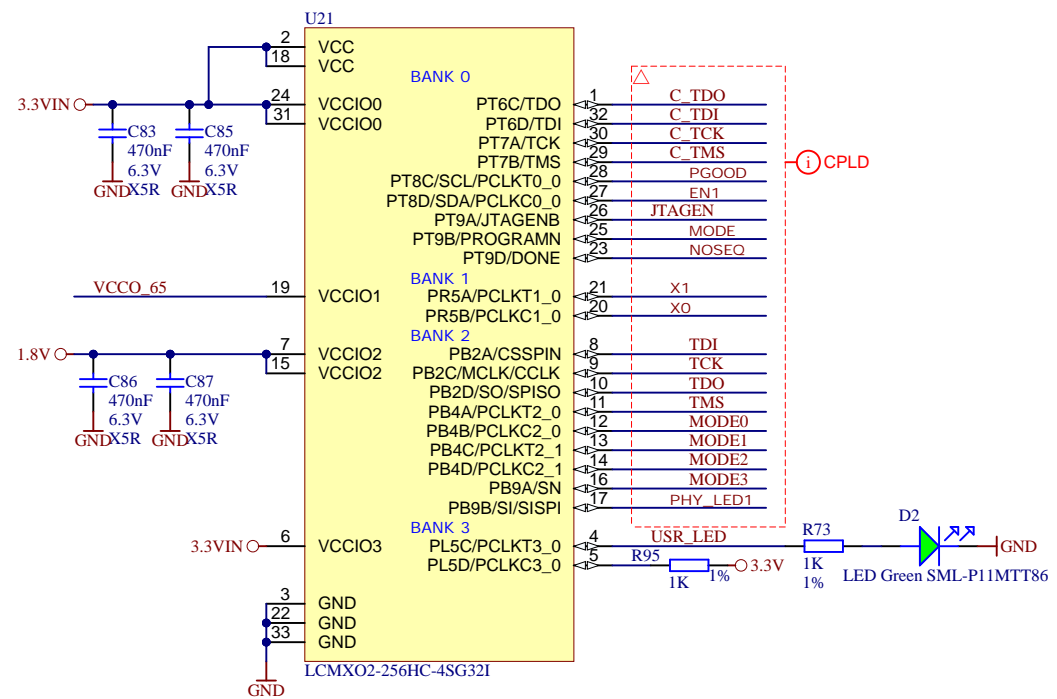 U21
2 VCC
18 VCC
BANK 0
3.3VIN 24 VCCIO0
31 VCCIO0
C83 C85
470nF 470nF
6.3V 6.3V
X5R X5R
GND GND
PT6C/TDO 1 C_TDO
PT6D/TDI 32 C_TDI
PT7A/TCK 30 C_TCK
PT7B/TMS 29 C_TMS
i CPLD
PT8C/SCL/PCLKT0_0 28 PGOOD
PT8D/SDA/PCLKC0_0 27 EN1
PT9A/JTAGENB 26 JTAGEN
PT9B/PROGRAMN 25 MODE
PT9D/DONE 23 NOSEQ
BANK 1
VCCO_65 19 VCCIO1
PR5A/PCLKT1_0 21 X1
PR5B/PCLKC1_0 20 X0
BANK 2
1.8V 7 VCCIO2
15 VCCIO2
C86 C87
470nF 470nF
6.3V 6.3V
X5R X5R
GND GND
PB2A/CSSPIN 8 TDI
PB2C/MCLK/CCLK 9 TCK
PB2D/SO/SPISO 10 TDO
PB4A/PCLKT2_0 11 TMS
PB4B/PCLKC2_0 12 MODE0
PB4C/PCLKT2_1 13 MODE1
PB4D/PCLKC2_1 14 MODE2
PB9A/SN 16 MODE3
PB9B/SI/SISPI 17 PHY_LED1
BANK 3
3.3VIN 6 VCCIO3
PL5C/PCLKT3_0 4 USR_LED
PL5D/PCLKC3_0 5
R95
1K 1% 3.3V
R73
1K
1%
D2
GND
LED Green SML-P11MTT86
3 GND
22 GND
33 GND
GND
LCMXO2-256HC-4SG32I